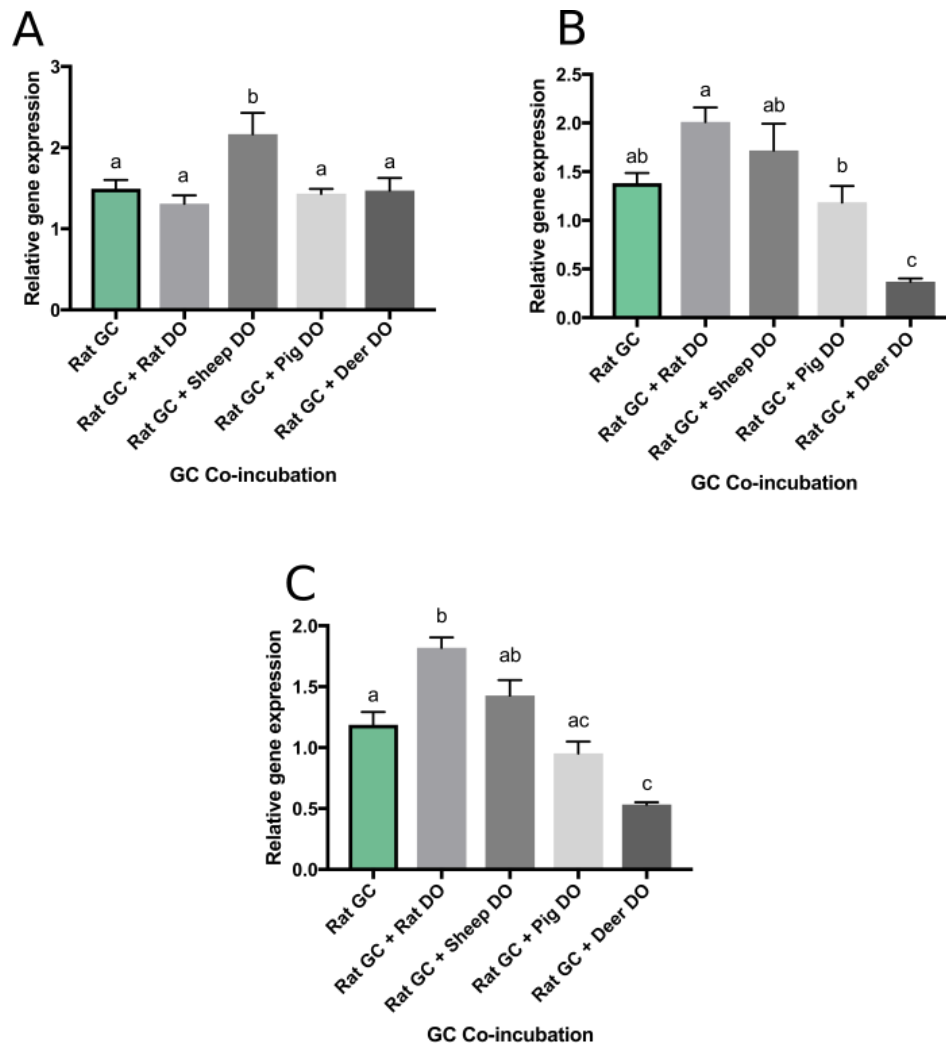 A
Relative gene expression
3
2
1
0
a
a
b
a
a
Rat GC
Rat GC + Rat DO
Rat GC + Sheep DO
Rat GC + Pig DO
Rat GC + Deer DO
GC Co-incubation
B
Relative gene expression
2.5
2.0
1.5
1.0
0.5
0.0
ab
a
ab
b
c
Rat GC
Rat GC + Rat DO
Rat GC + Sheep DO
Rat GC + Pig DO
Rat GC + Deer DO
GC Co-incubation
C
Relative gene expression
2.0
1.5
1.0
0.5
0.0
a
b
ab
ac
c
Rat GC
Rat GC + Rat DO
Rat GC + Sheep DO
Rat GC + Pig DO
Rat GC + Deer DO
GC Co-incubation